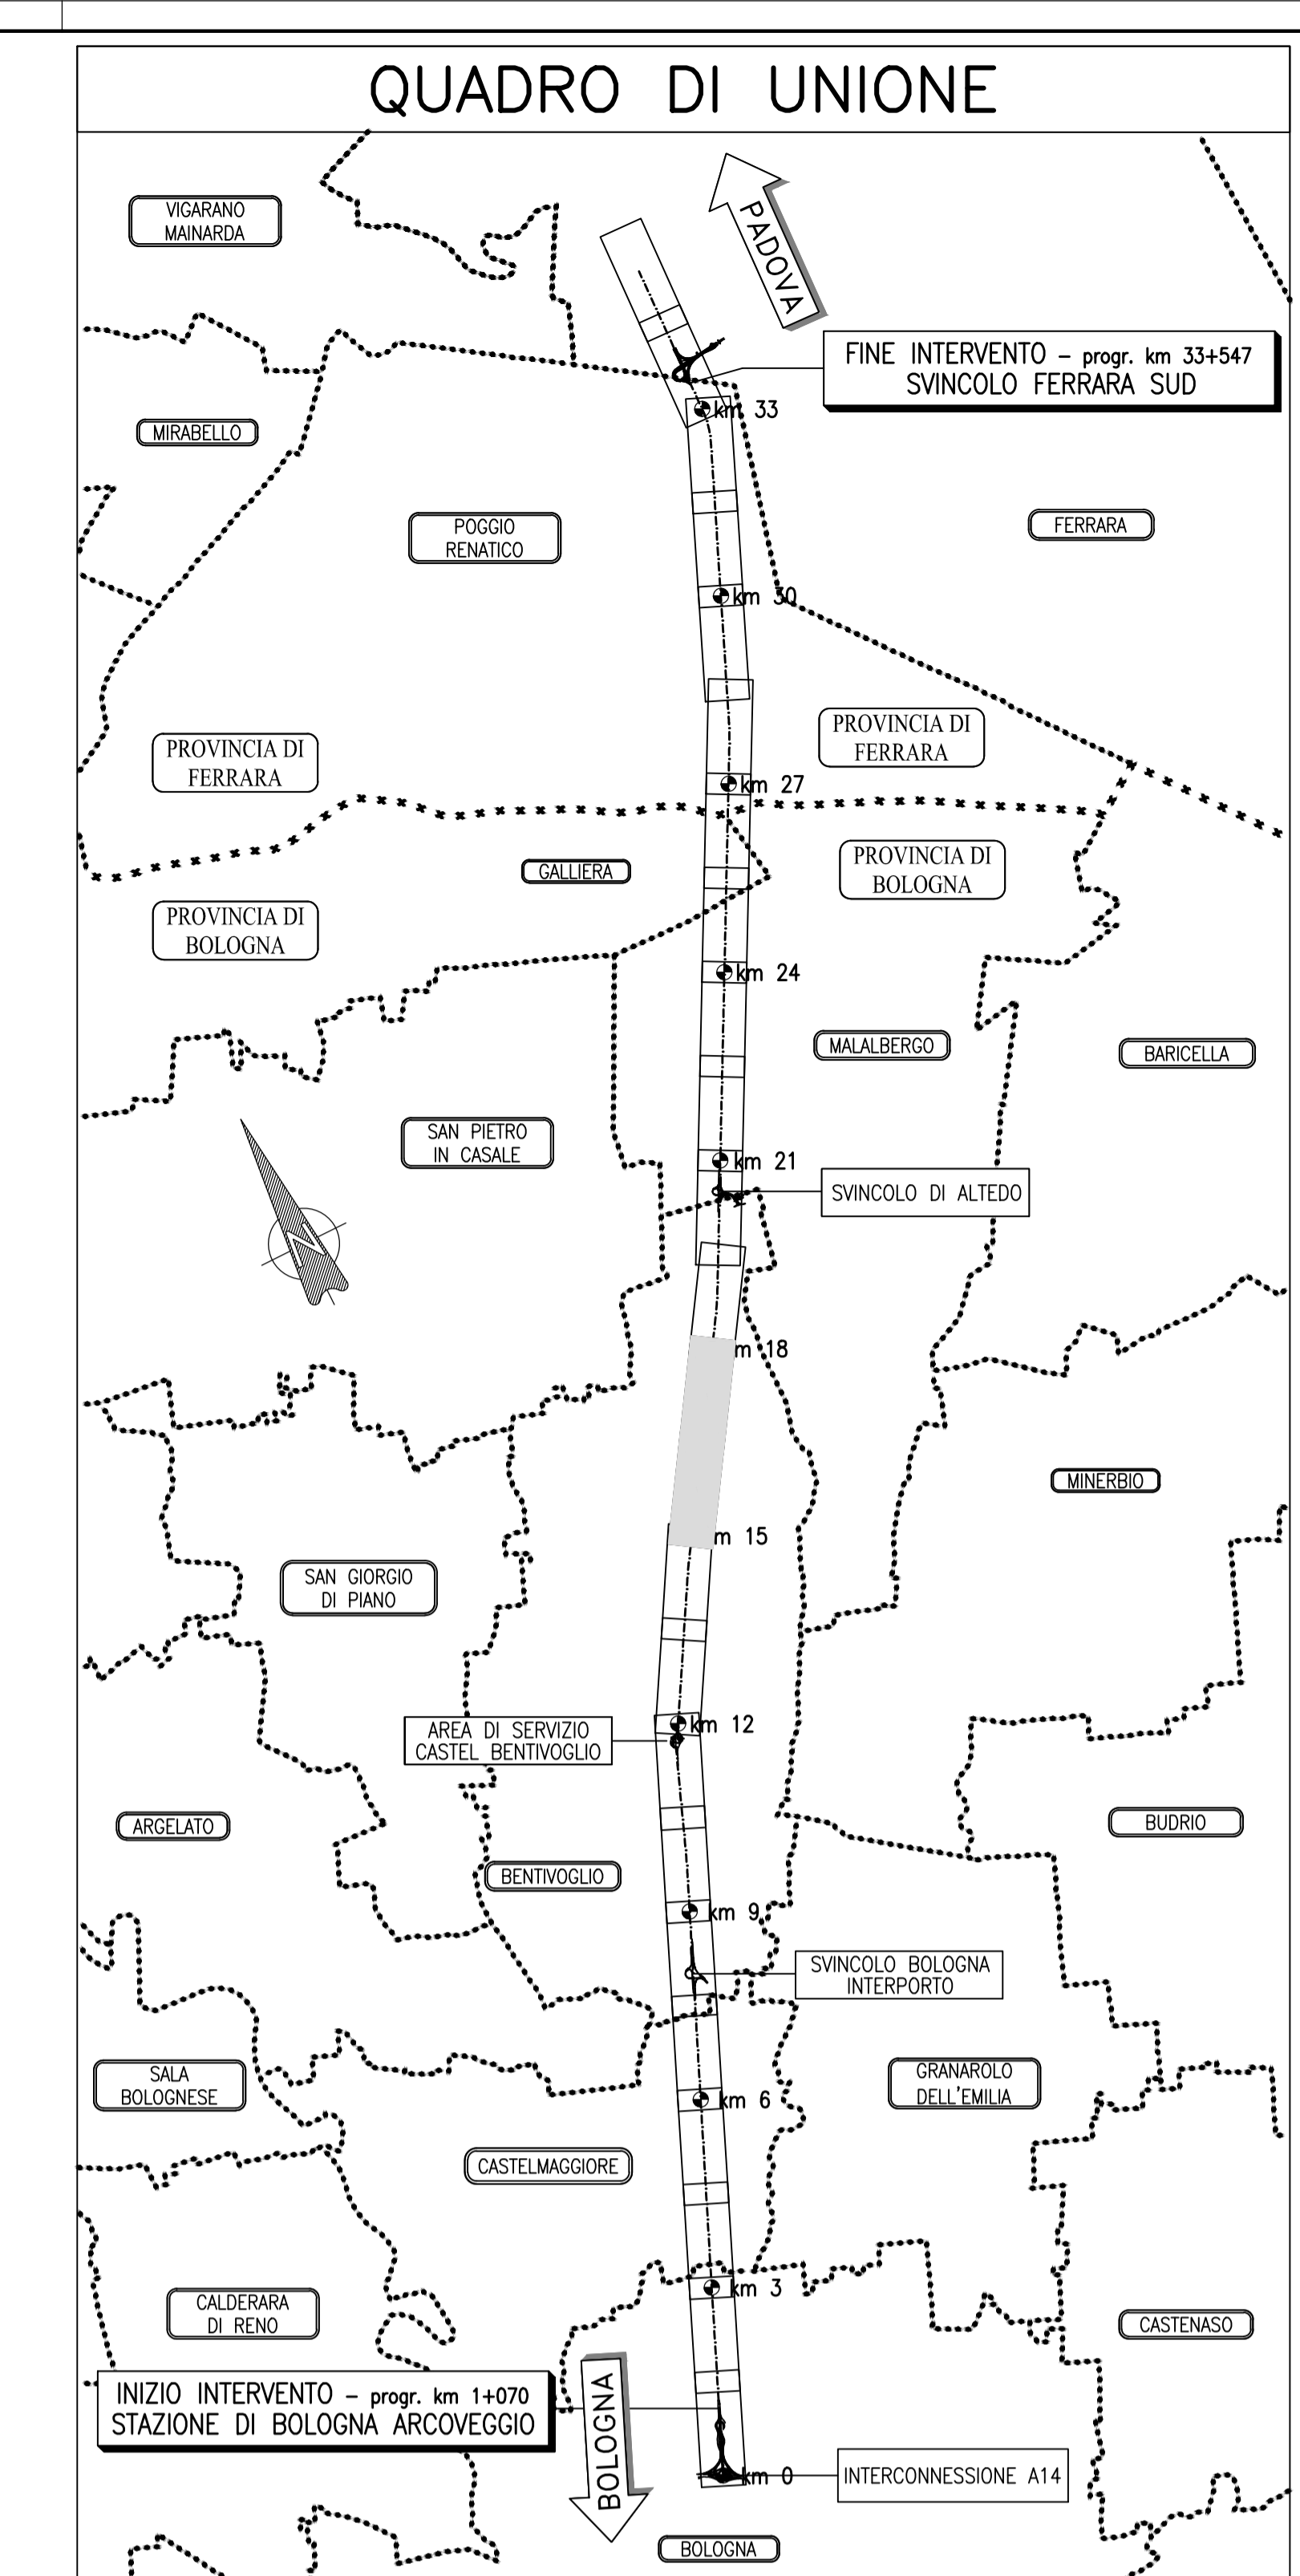 QUADRO DI UNIONE
VIGARANO
MAINARDA
PADOVA
FINE INTERVENTO – progr. km 33+547
SVINCOLO FERRARA SUD
km 33
MIRABELLO
POGGIO
RENATICO
FERRARA
km 30
PROVINCIA DI
FERRARA
PROVINCIA DI
FERRARA
km 27
GALLIERA
PROVINCIA DI
BOLOGNA
PROVINCIA DI
BOLOGNA
km 24
MALALBERGO
BARICELLA
SAN PIETRO
IN CASALE
km 21
SVINCOLO DI ALTEDO
N
m 18
MINERBIO
m 15
SAN GIORGIO
DI PIANO
km 12
AREA DI SERVIZIO
CASTEL BENTIVOGLIO
ARGELATO
BUDRIO
BENTIVOGLIO
km 9
SVINCOLO BOLOGNA
INTERPORTO
SALA
BOLOGNESE
GRANAROLO
DELL'EMILIA
km 6
CASTELMAGGIORE
km 3
CALDERARA
DI RENO
CASTENASO
INIZIO INTERVENTO – progr. km 1+070
STAZIONE DI BOLOGNA ARCOVEGGIO
BOLOGNA
km 0
INTERCONNESSIONE A14
BOLOGNA